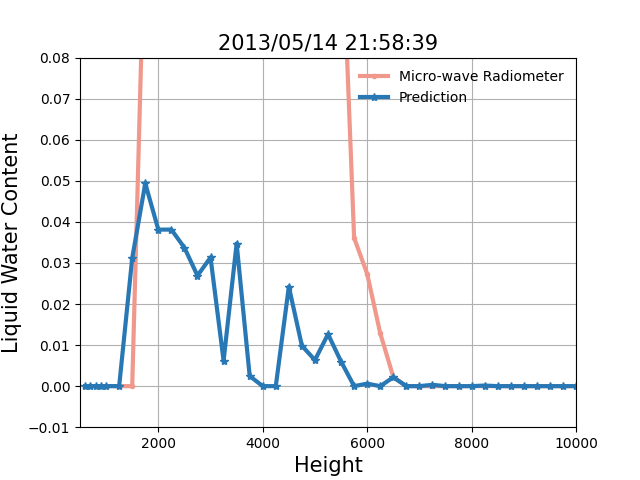 2013/05/14 21:58:39
Liquid Water Content
0.08
0.07
0.06
0.05
0.04
0.03
0.02
0.01
0.00
−0.01
Micro-wave Radiometer
Prediction
2000 4000 6000 8000 10000
Height